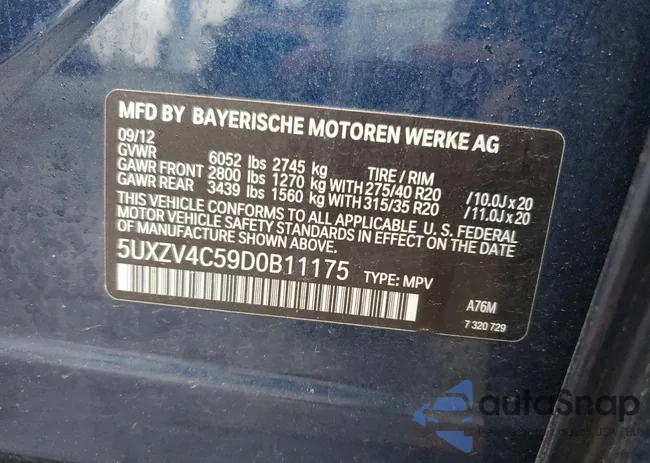 MFD BY BAYERISCHE MOTOREN WERKE AG
09/12
GVWR 6052 lbs 2745 kg TIRE / RIM
GAWR FRONT 2800 lbs 1270 kg WITH 275/40 R20 /10.0J x 20
GAWR REAR 3439 lbs 1560 kg WITH 315/35 R20 /11.0J x 20
THIS VEHICLE CONFORMS TO ALL APPLICABLE U.S. FEDERAL
MOTOR VEHICLE SAFETY STANDARDS IN EFFECT ON THE DATE
OF MANUFACTURE SHOWN ABOVE.
5UXZV4C59D0B11175 TYPE: MPV
A76M
7 320 729
autoSnap